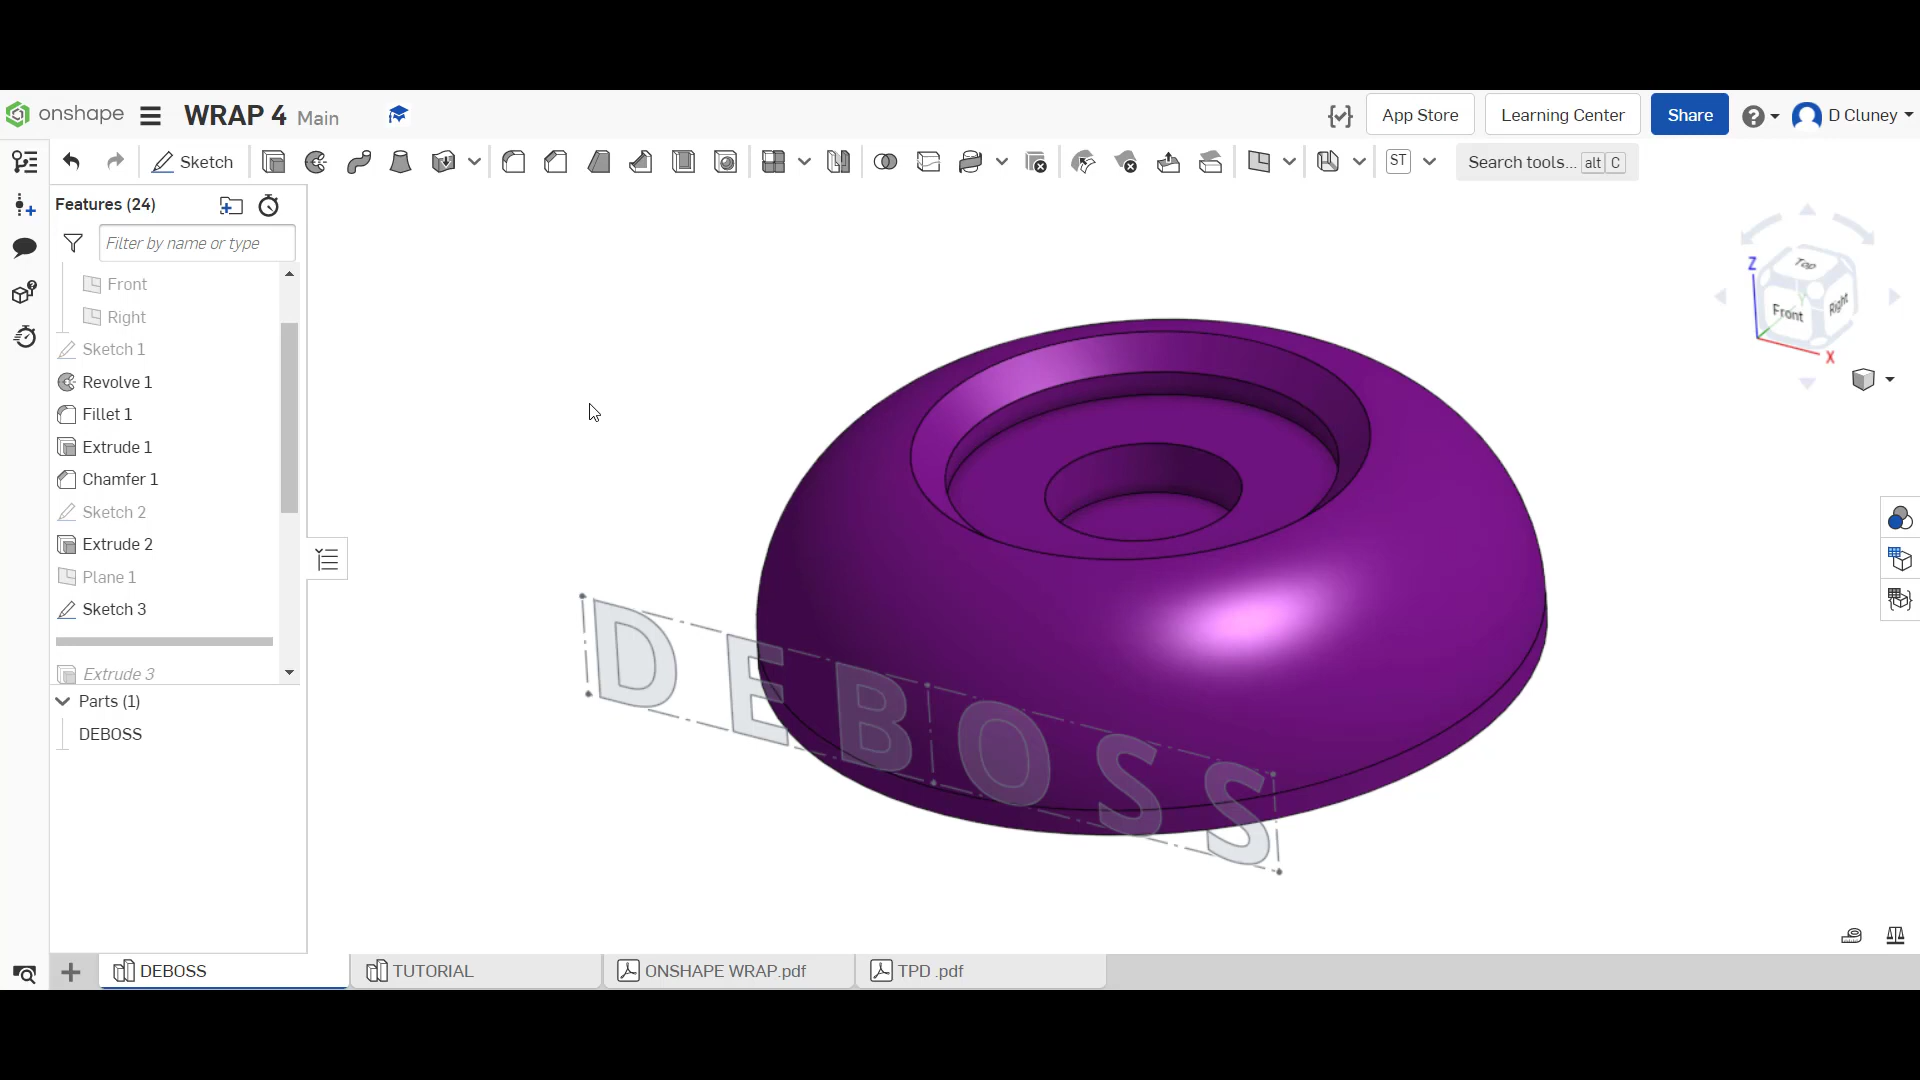 onshape WRAP 4 Main App Store Learning Center Share D Cluney
Sketch ST Search tools... alt C
Features (24)
Filter by name or type
Front
Right
Sketch 1
Revolve 1
Fillet 1
Extrude 1
Chamfer 1
Sketch 2
Extrude 2
Plane 1
Sketch 3
Extrude 3
Parts (1)
DEBOSS
Top
Front
Right
Z
Y
X
DEBOSS
DEBOSS TUTORIAL ONSHAPE WRAP.pdf TPD .pdf